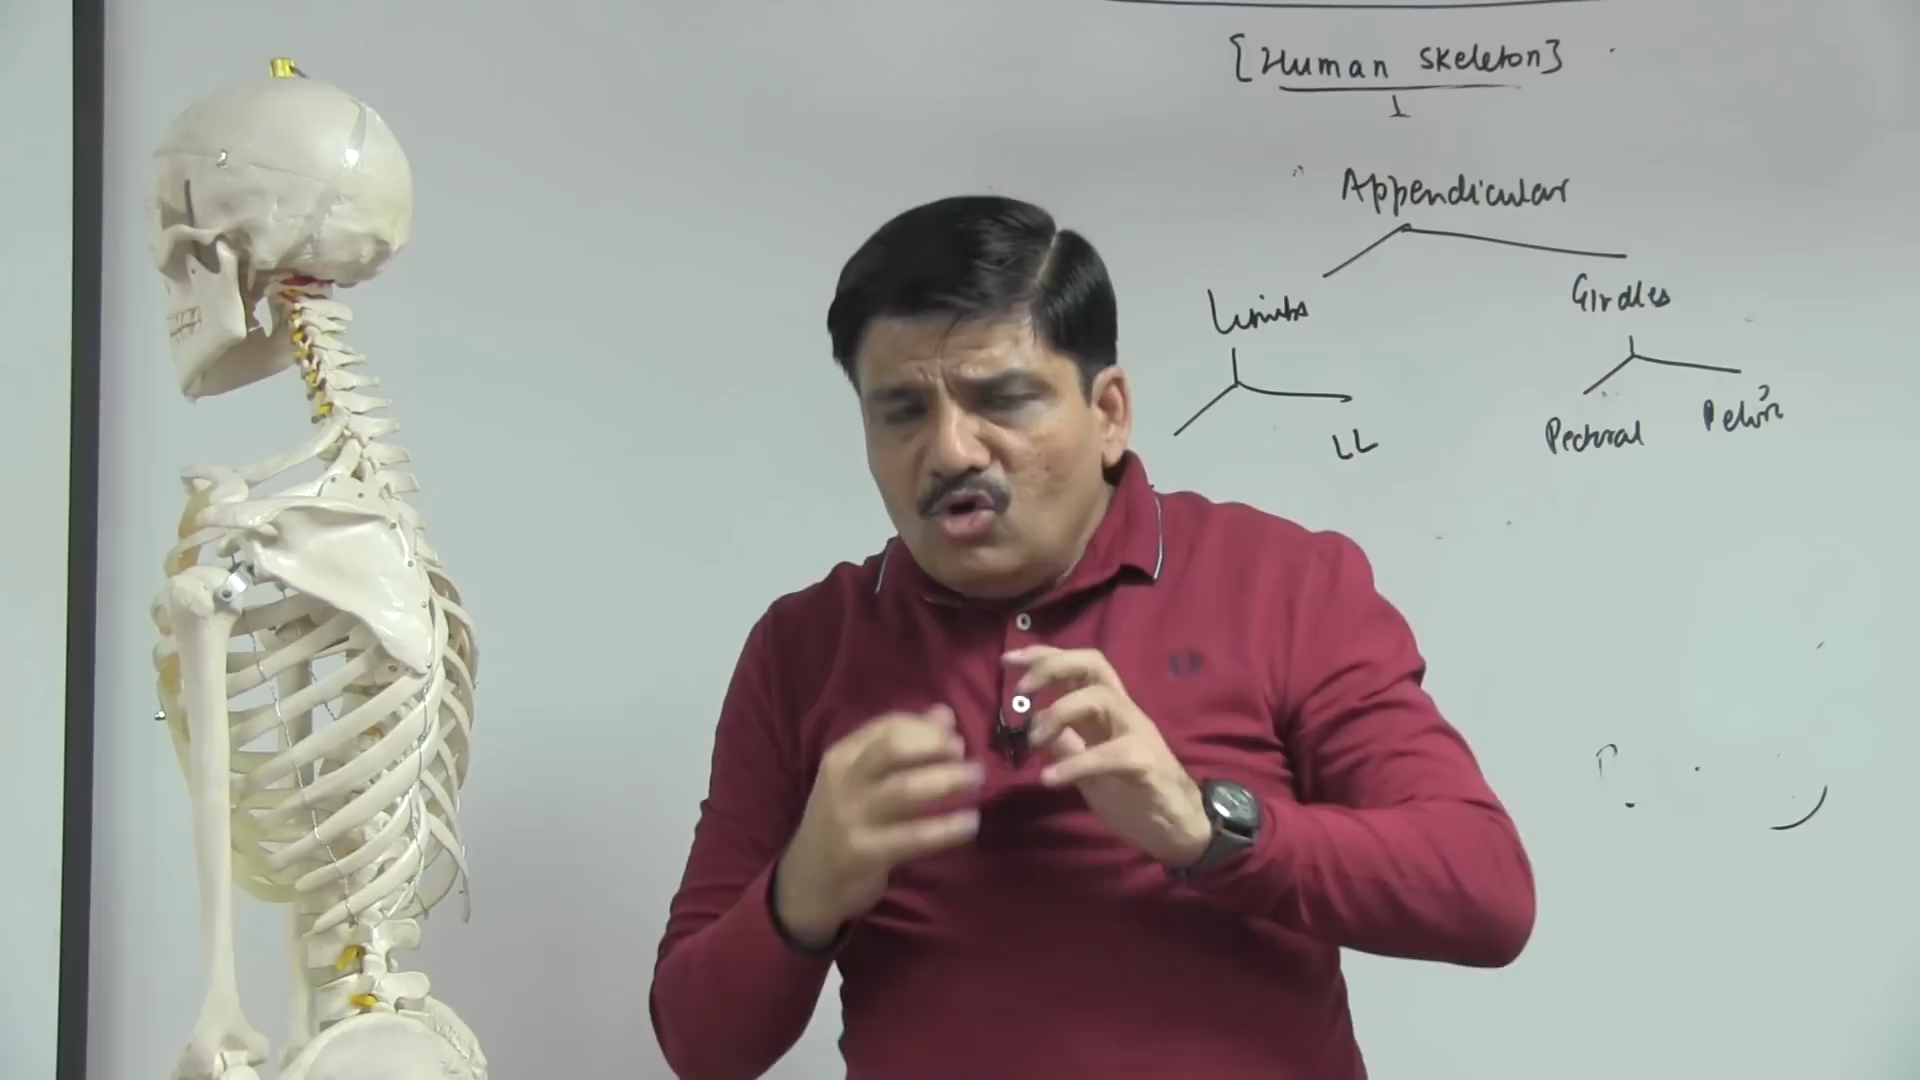 {Human Skeleton}
Appendicular
Limbs Girdles
LL Pectoral Pelvic